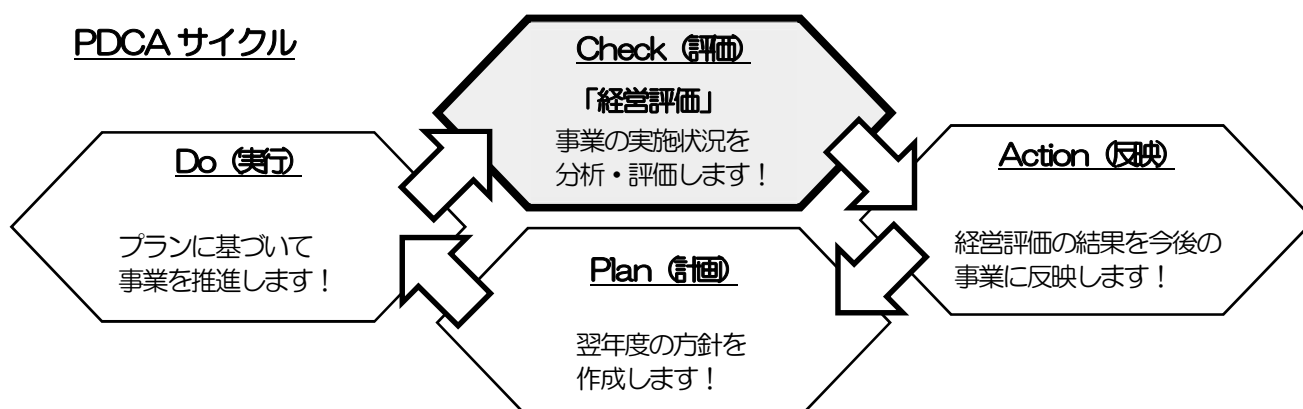 PDCA サイクル
Check (評価)
「経営評価」
事業の実施状況を
分析・評価します！
Do (実行)
プランに基づいて
事業を推進します！
Action (反映)
経営評価の結果を今後の
事業に反映します！
Plan (計画)
翌年度の方針を
作成します！